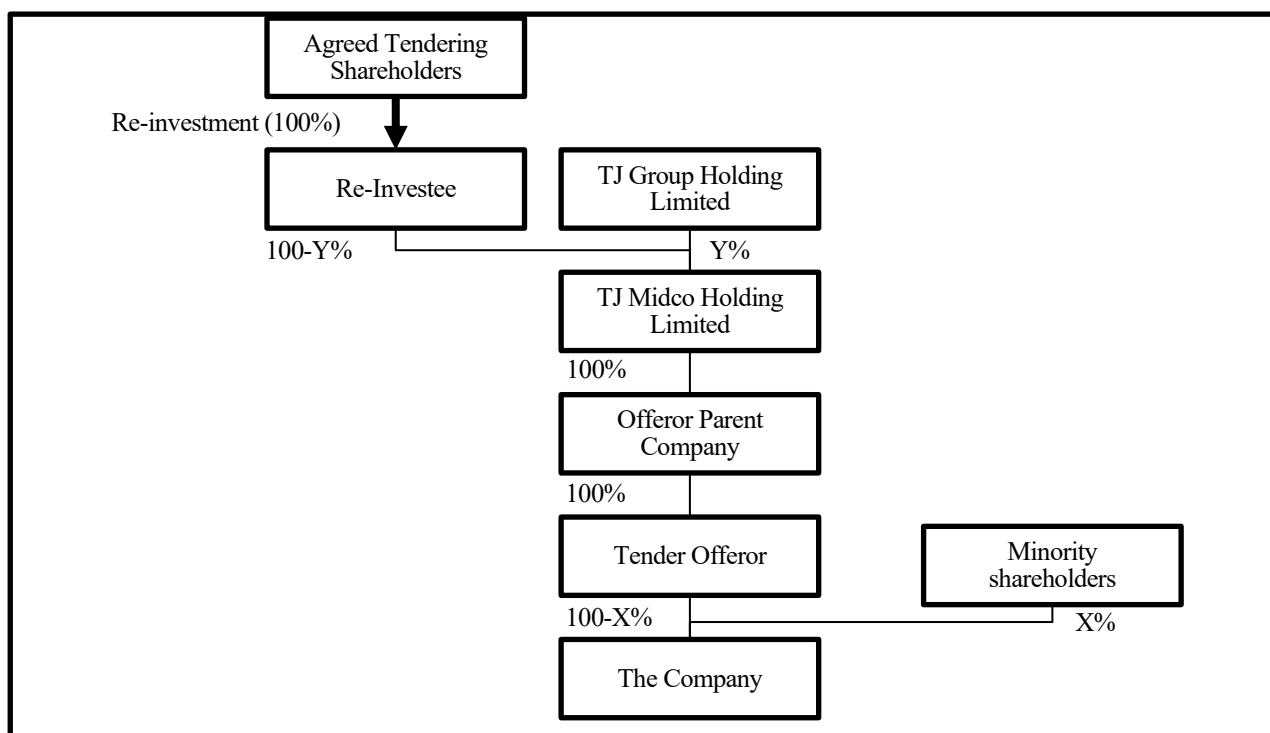 Agreed Tendering
Shareholders
Re-investment (100%)
Re-Investee
TJ Group Holding
Limited
100-Y%
Y%
TJ Midco Holding
Limited
100%
Offeror Parent
Company
100%
Tender Offeror
Minority
shareholders
100-X%
X%
The Company